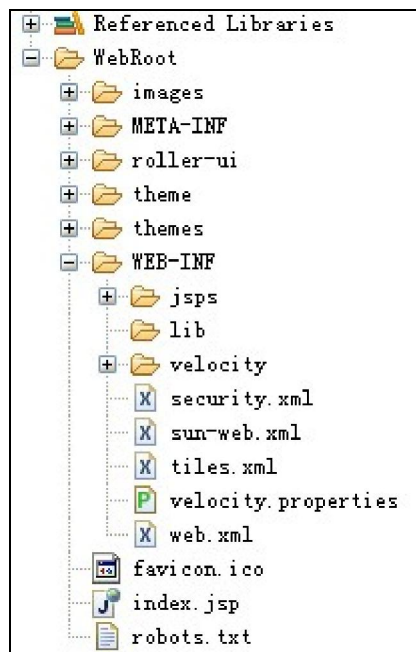 Referenced Libraries
WebRoot
images
META-INF
roller-ui
theme
themes
WEB-INF
jsps
lib
velocity
security.xml
sun-web.xml
tiles.xml
velocity.properties
web.xml
favicon.ico
index.jsp
robots.txt